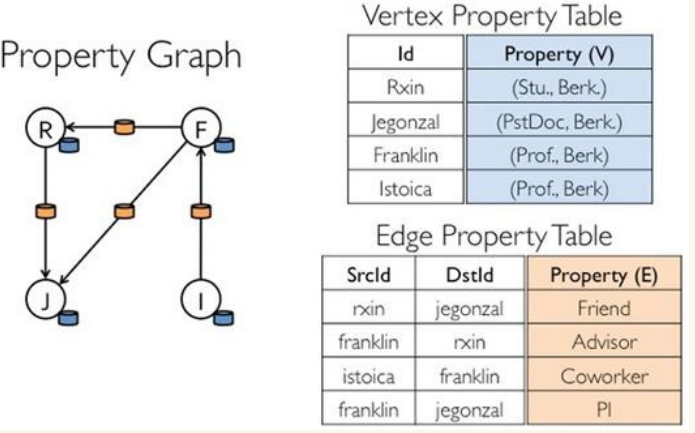 Property Graph
R
F
J
I
Vertex Property Table
Id Property (V)
Rxin (Stu., Berk.)
Jegonzal (PstDoc, Berk.)
Franklin (Prof., Berk)
Istoica (Prof., Berk)
Edge Property Table
SrcId DstId Property (E)
rxin jegonzal Friend
franklin rxin Advisor
istoica franklin Coworker
franklin jegonzal PI